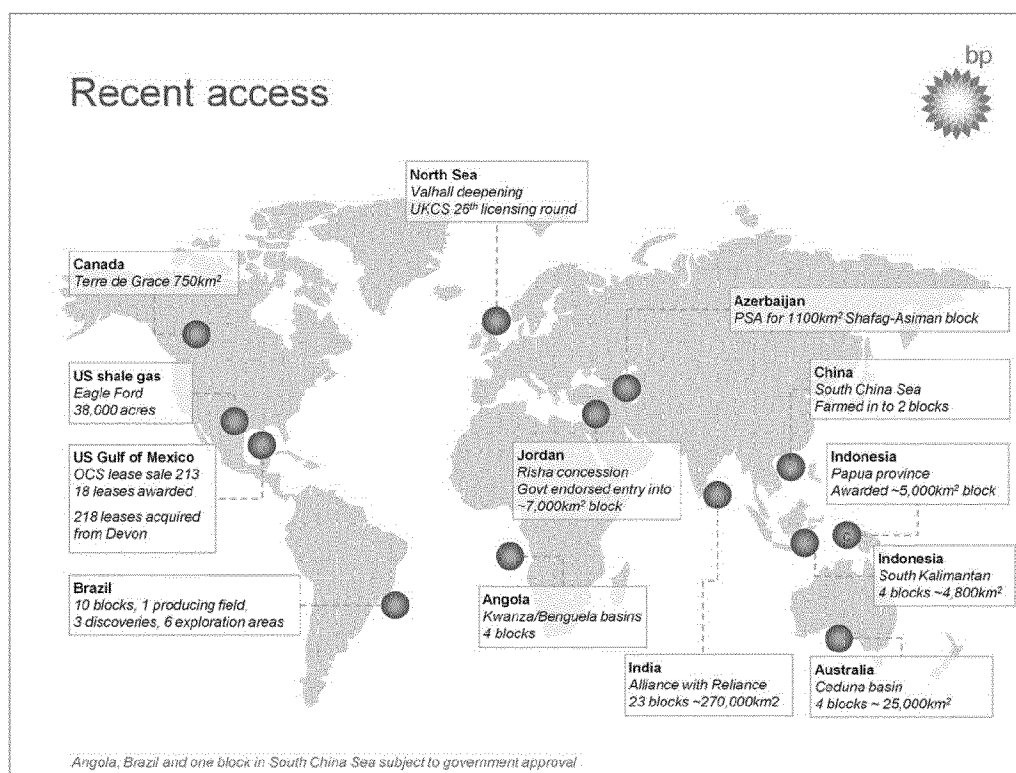 bp
Recent access
North Sea
Valhall deepening
UKCS 26th licensing round
Canada
Terre de Grace 750km²
Azerbaijan
PSA for 1100km² Shafag-Asiman block
US shale gas
Eagle Ford
38,000 acres
China
South China Sea
Farmed in to 2 blocks
US Gulf of Mexico
OCS lease sale 213
18 leases awarded
218 leases acquired
from Devon
Jordan
Risha concession
Govt endorsed entry into
~7,000km² block
Indonesia
Papua province
Awarded ~5,000km² block
Indonesia
South Kalimantan
4 blocks ~4,800km²
Brazil
10 blocks, 1 producing field,
3 discoveries, 6 exploration areas
Angola
Kwanza/Benguela basins
4 blocks
India
Alliance with Reliance
23 blocks ~270,000km2
Australia
Ceduna basin
4 blocks ~ 25,000km²
Angola, Brazil and one block in South China Sea subject to government approval